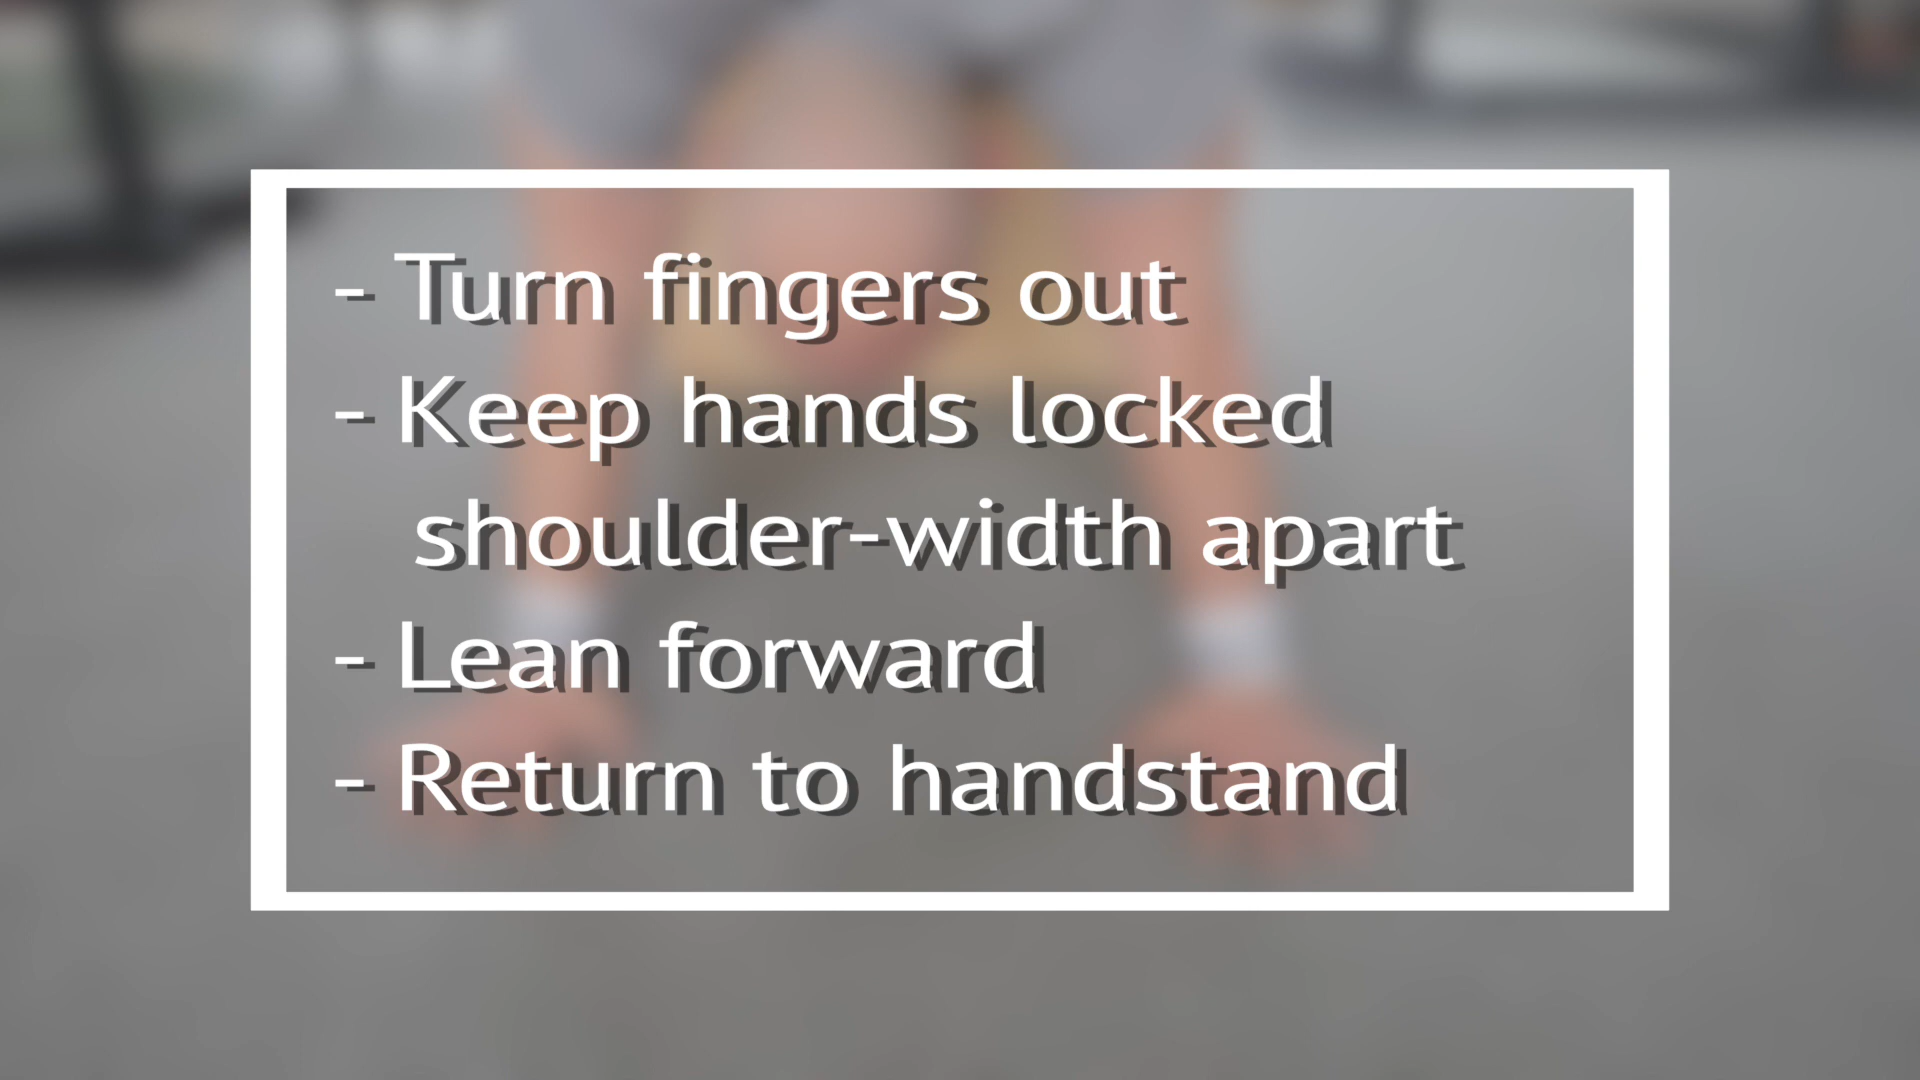 - Turn fingers out
- Keep hands locked
shoulder-width apart
- Lean forward
- Return to handstand